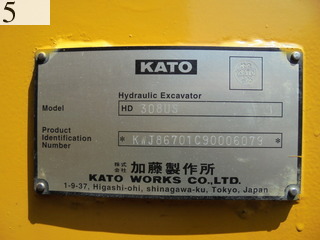 5
KATO
Hydraulic Excavator
Model HD 308US
Product Identification Number * KWJ86701C90006079 *
株式会社 加藤製作所
KATO WORKS CO.,LTD.
1-9-37, Higashi-ohi, shinagawa-ku, Tokyo, Japan